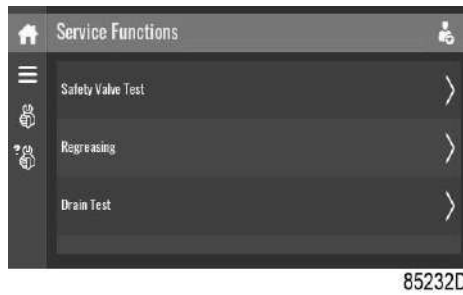 Service Functions
Safety Valve Test
Regreasing
Drain Test
85232D